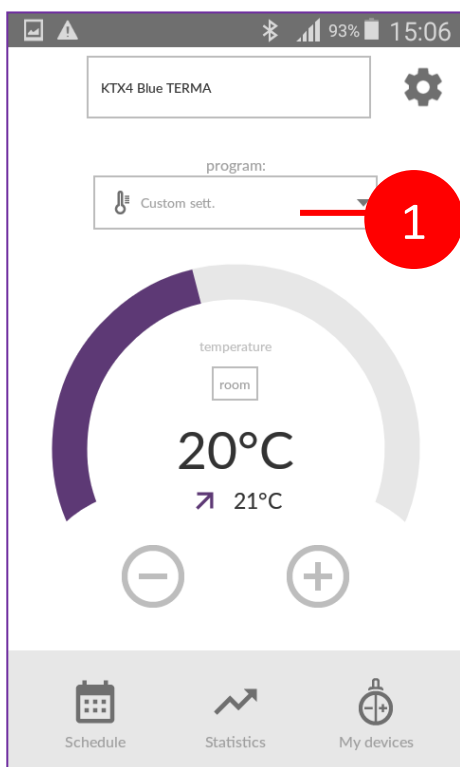 93% 15:06
KTX4 Blue TERMA
program:
Custom sett.
1
temperature
room
20°C
21°C
Schedule Statistics My devices